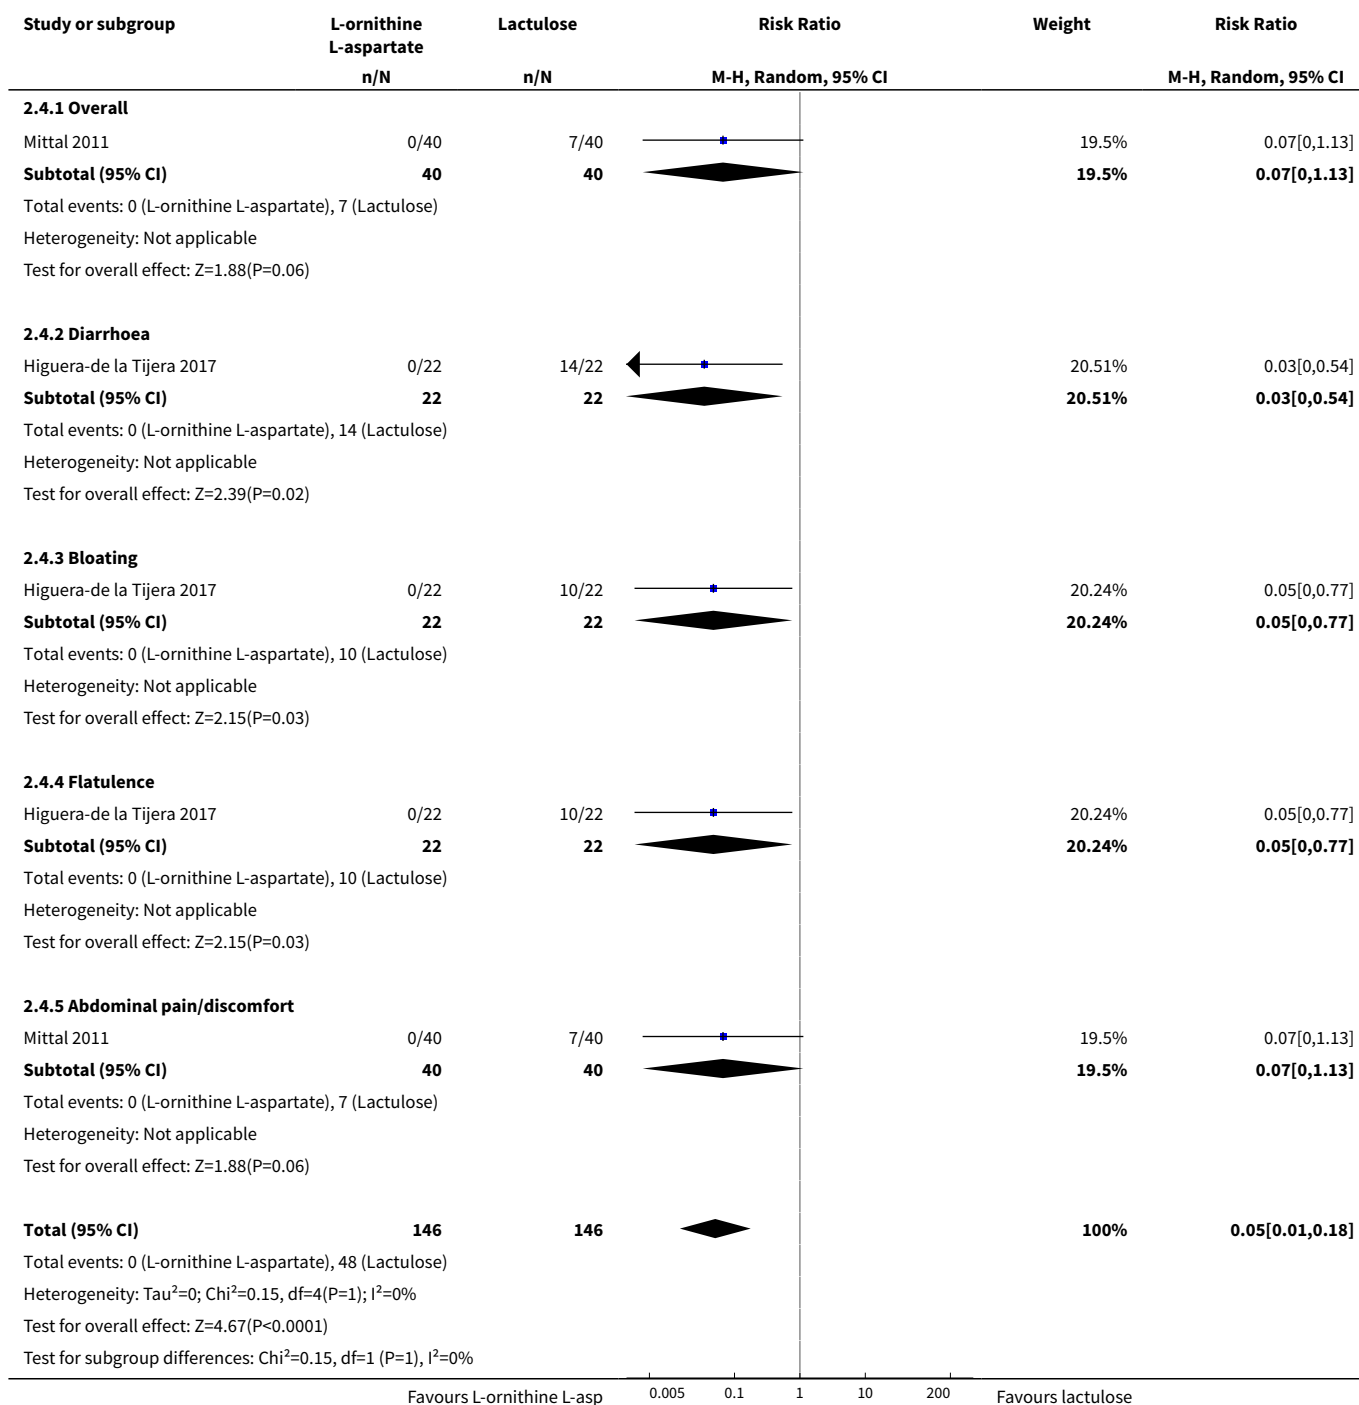 Study or subgroup L-ornithine L-aspartate Lactulose Risk Ratio Weight Risk Ratio
n/N n/N M-H, Random, 95% CI M-H, Random, 95% CI
2.4.1 Overall
Mittal 2011 0/40 7/40 19.5% 0.07[0,1.13]
Subtotal (95% CI) 40 40 19.5% 0.07[0,1.13]
Total events: 0 (L-ornithine L-aspartate), 7 (Lactulose)
Heterogeneity: Not applicable
Test for overall effect: Z=1.88(P=0.06)
2.4.2 Diarrhoea
Higuera-de la Tijera 2017 0/22 14/22 20.51% 0.03[0,0.54]
Subtotal (95% CI) 22 22 20.51% 0.03[0,0.54]
Total events: 0 (L-ornithine L-aspartate), 14 (Lactulose)
Heterogeneity: Not applicable
Test for overall effect: Z=2.39(P=0.02)
2.4.3 Bloating
Higuera-de la Tijera 2017 0/22 10/22 20.24% 0.05[0,0.77]
Subtotal (95% CI) 22 22 20.24% 0.05[0,0.77]
Total events: 0 (L-ornithine L-aspartate), 10 (Lactulose)
Heterogeneity: Not applicable
Test for overall effect: Z=2.15(P=0.03)
2.4.4 Flatulence
Higuera-de la Tijera 2017 0/22 10/22 20.24% 0.05[0,0.77]
Subtotal (95% CI) 22 22 20.24% 0.05[0,0.77]
Total events: 0 (L-ornithine L-aspartate), 10 (Lactulose)
Heterogeneity: Not applicable
Test for overall effect: Z=2.15(P=0.03)
2.4.5 Abdominal pain/discomfort
Mittal 2011 0/40 7/40 19.5% 0.07[0,1.13]
Subtotal (95% CI) 40 40 19.5% 0.07[0,1.13]
Total events: 0 (L-ornithine L-aspartate), 7 (Lactulose)
Heterogeneity: Not applicable
Test for overall effect: Z=1.88(P=0.06)
Total (95% CI) 146 146 100% 0.05[0.01,0.18]
Total events: 0 (L-ornithine L-aspartate), 48 (Lactulose)
Heterogeneity: Tau²=0; Chi²=0.15, df=4(P=1); I²=0%
Test for overall effect: Z=4.67(P<0.0001)
Test for subgroup differences: Chi²=0.15, df=1 (P=1), I²=0%
Favours L-ornithine L-asp 0.005 0.1 1 10 200 Favours lactulose